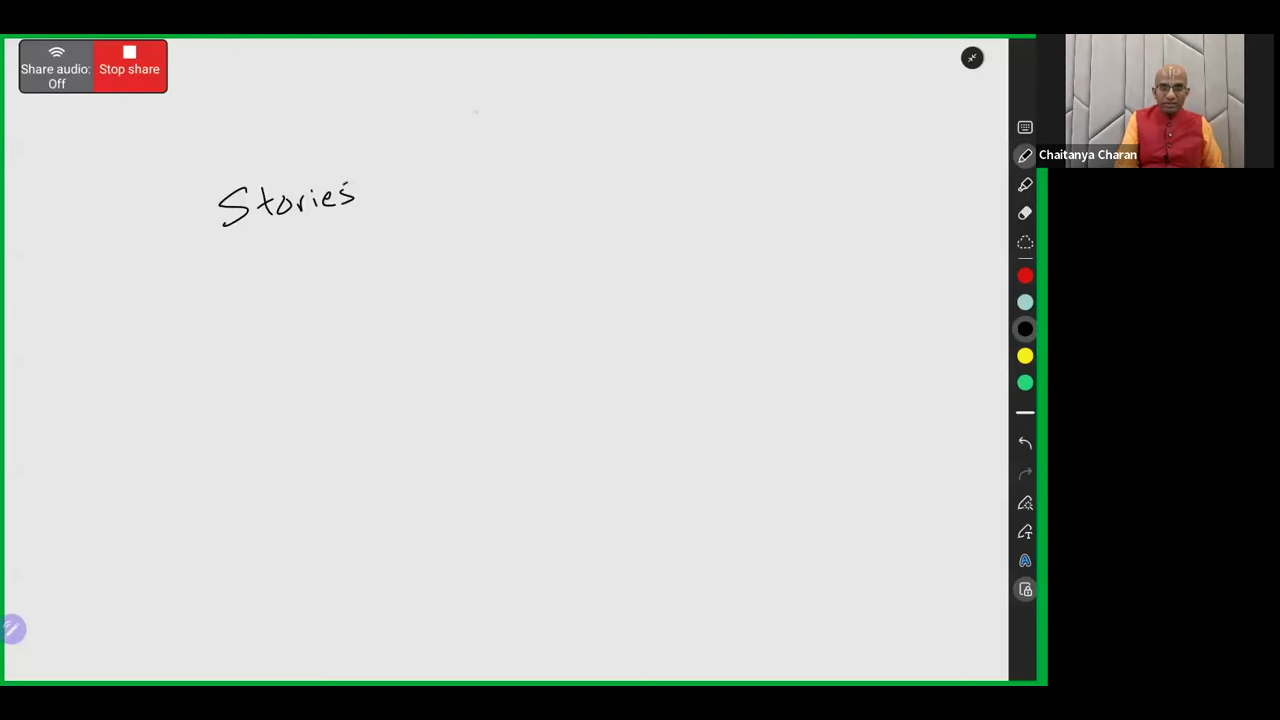 Share audio:
Off
Stop share
Chaitanya Charan
Stories